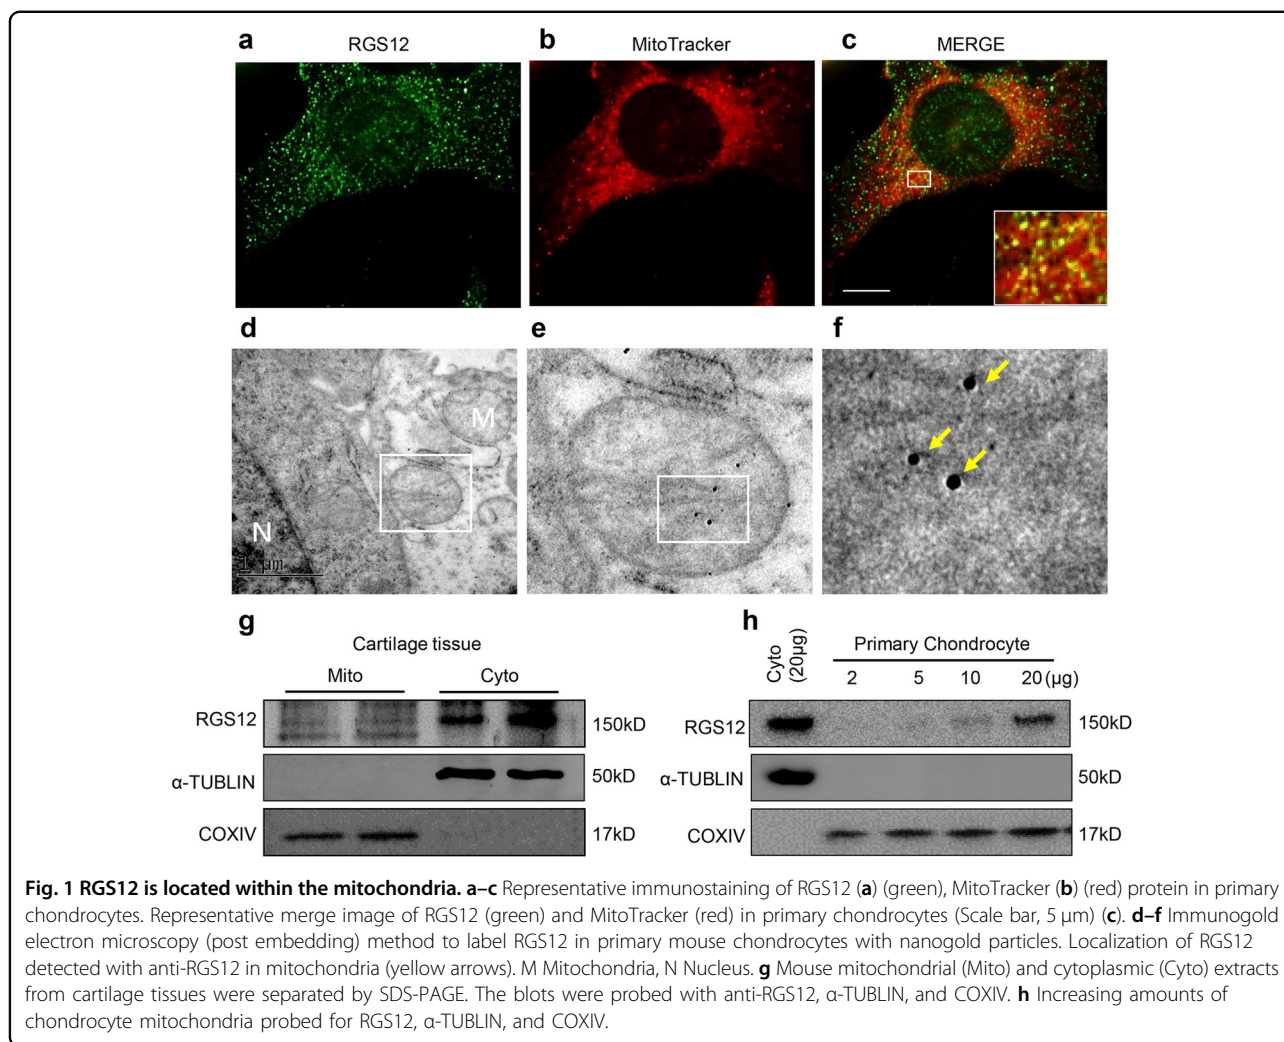 a RGS12
b MitoTracker
c MERGE
d
e
f
M
N
1 µm
g
Cartilage tissue
Mito Cyto
RGS12 150kD
α-TUBLIN 50kD
COXIV 17kD
h
Cyto
(20µg)
Primary Chondrocyte
2 5 10 20 (µg)
RGS12 150kD
α-TUBLIN 50kD
COXIV 17kD
Fig. 1 RGS12 is located within the mitochondria. a–c Representative immunostaining of RGS12 (a) (green), MitoTracker (b) (red) protein in primary
chondrocytes. Representative merge image of RGS12 (green) and MitoTracker (red) in primary chondrocytes (Scale bar, 5 µm) (c). d–f Immunogold
electron microscopy (post embedding) method to label RGS12 in primary mouse chondrocytes with nanogold particles. Localization of RGS12
detected with anti-RGS12 in mitochondria (yellow arrows). M Mitochondria, N Nucleus. g Mouse mitochondrial (Mito) and cytoplasmic (Cyto) extracts
from cartilage tissues were separated by SDS-PAGE. The blots were probed with anti-RGS12, α-TUBLIN, and COXIV. h Increasing amounts of
chondrocyte mitochondria probed for RGS12, α-TUBLIN, and COXIV.